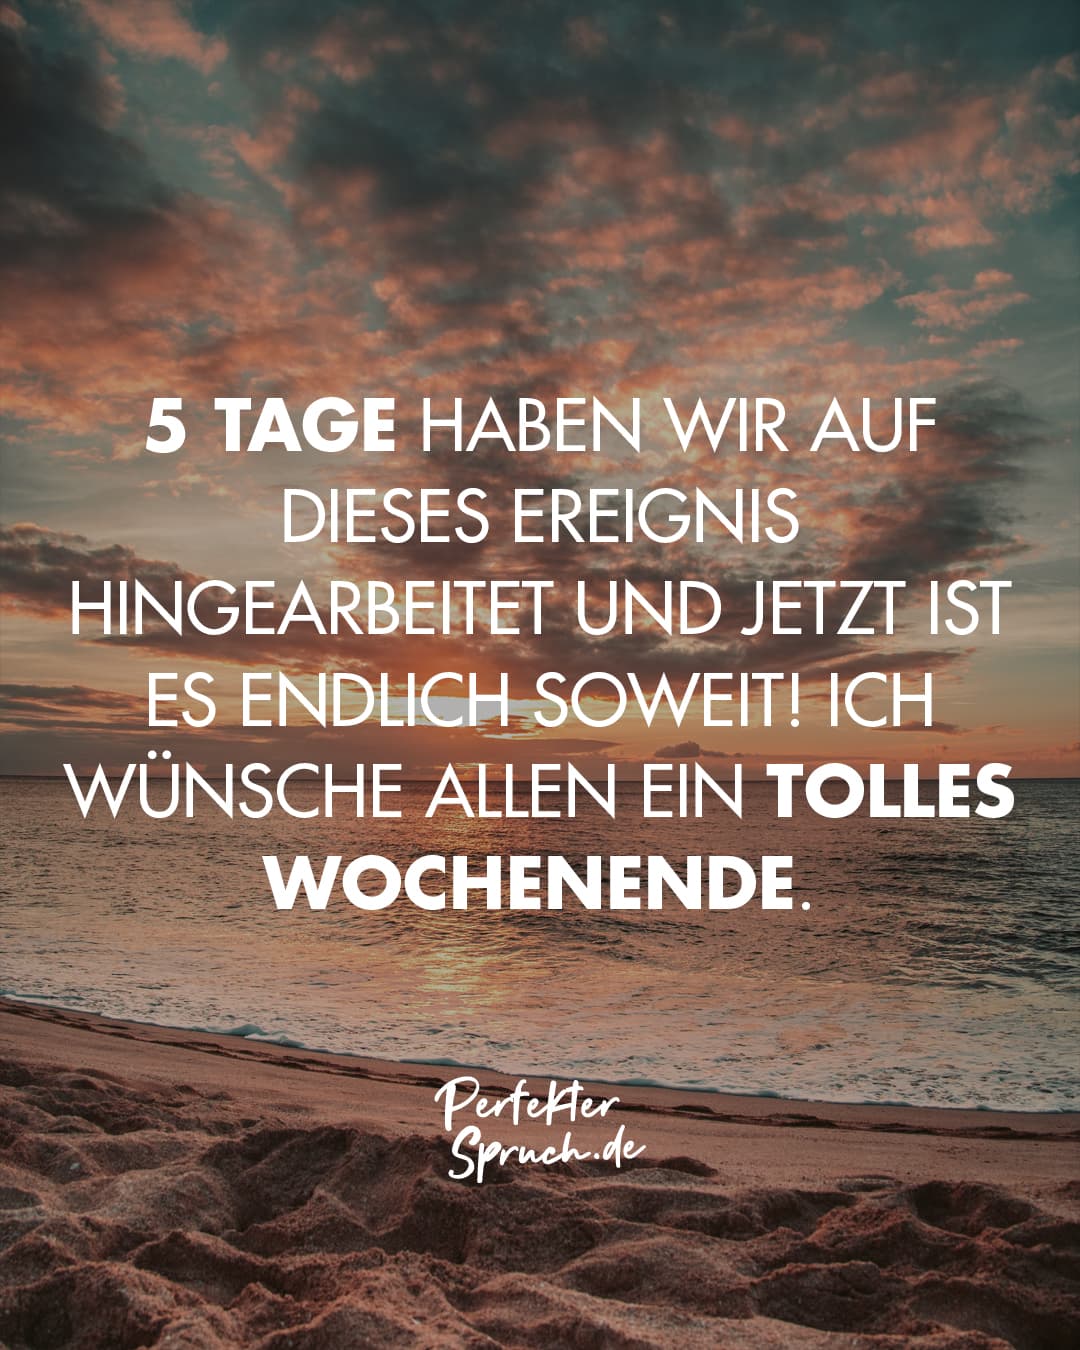 5 TAGE HABEN WIR AUF
DIESES EREIGNIS
HINGEARBEITET UND JETZT IST
ES ENDLICH SOWEIT! ICH
WÜNSCHE ALLEN EIN TOLLES
WOCHENENDE.
Perfekter
Spruch.de